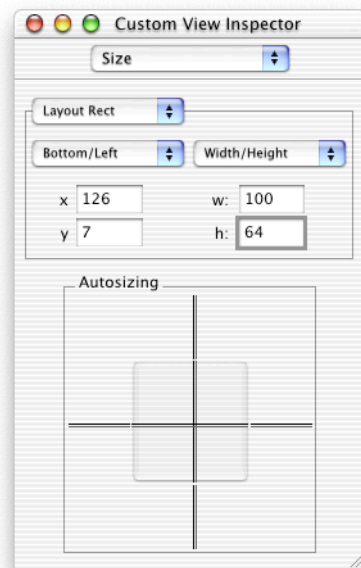 Custom View Inspector
Size
Layout Rect
Bottom/Left Width/Height
x 126 w: 100
y 7 h: 64
Autosizing